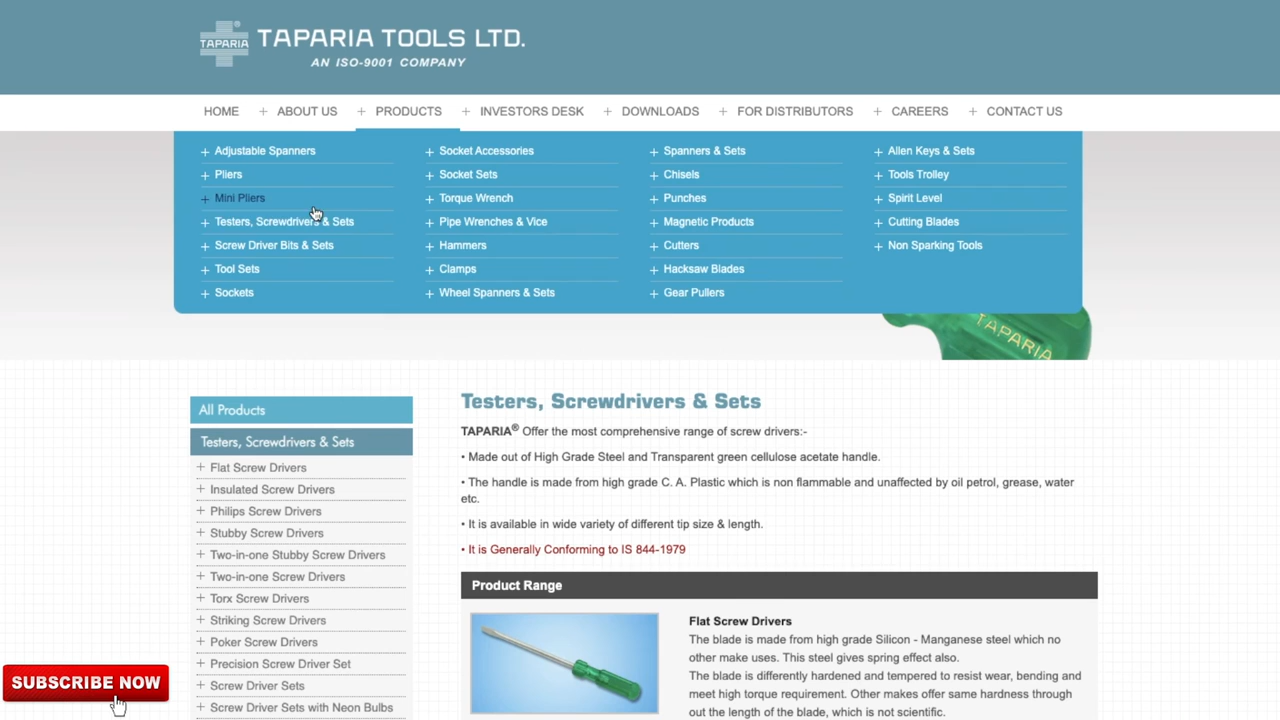 TAPARIA
TAPARIA TOOLS LTD.
AN ISO-9001 COMPANY
HOME + ABOUT US + PRODUCTS + INVESTORS DESK + DOWNLOADS + FOR DISTRIBUTORS + CAREERS + CONTACT US
+ Adjustable Spanners
+ Pliers
+ Mini Pliers
+ Testers, Screwdrivers & Sets
+ Screw Driver Bits & Sets
+ Tool Sets
+ Sockets
+ Socket Accessories
+ Socket Sets
+ Torque Wrench
+ Pipe Wrenches & Vice
+ Hammers
+ Clamps
+ Wheel Spanners & Sets
+ Spanners & Sets
+ Chisels
+ Punches
+ Magnetic Products
+ Cutters
+ Hacksaw Blades
+ Gear Pullers
+ Allen Keys & Sets
+ Tools Trolley
+ Spirit Level
+ Cutting Blades
+ Non Sparking Tools
TAPARIA
All Products
Testers, Screwdrivers & Sets
+ Flat Screw Drivers
+ Insulated Screw Drivers
+ Philips Screw Drivers
+ Stubby Screw Drivers
+ Two-in-one Stubby Screw Drivers
+ Two-in-one Screw Drivers
+ Torx Screw Drivers
+ Striking Screw Drivers
+ Poker Screw Drivers
+ Precision Screw Driver Set
+ Screw Driver Sets
+ Screw Driver Sets with Neon Bulbs
Testers, Screwdrivers & Sets
TAPARIA® Offer the most comprehensive range of screw drivers:-
• Made out of High Grade Steel and Transparent green cellulose acetate handle.
• The handle is made from high grade C. A. Plastic which is non flammable and unaffected by oil petrol, grease, water
etc.
• It is available in wide variety of different tip size & length.
• It is Generally Conforming to IS 844-1979
Product Range
Flat Screw Drivers
The blade is made from high grade Silicon - Manganese steel which no
other make uses. This steel gives spring effect also.
The blade is differently hardened and tempered to resist wear, bending and
meet high torque requirement. Other makes offer same hardness through
out the length of the blade, which is not scientific.
SUBSCRIBE NOW